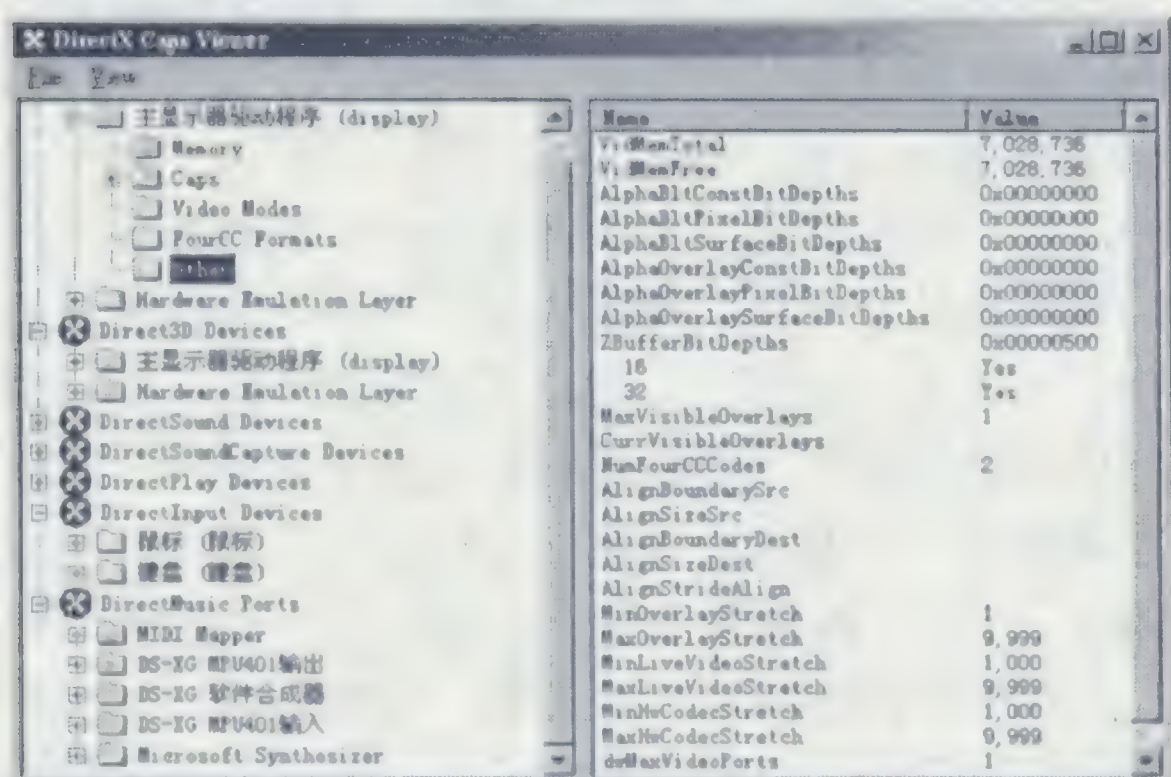 DirectX Caps Viewer
File View
主显示器驱动程序 (display)
Memory
Caps
Video Modes
FourCC Formats
other
Hardware Emulation Layer
Direct3D Devices
主显示器驱动程序 (display)
Hardware Emulation Layer
DirectSound Devices
DirectSoundCapture Devices
DirectPlay Devices
DirectInput Devices
鼠标 (鼠标)
键盘 (键盘)
DirectMusic Ports
MIDI Mapper
DS-XG MPU401输出
DS-XG 软件合成器
DS-XG MPU401输入
Microsoft Synthesizer
Name Value
VidMemTotal 7,028,736
VidMemFree 7,028,736
AlphaBltConstBitDepths 0x00000000
AlphaBltPixelBitDepths 0x00000000
AlphaBltSurfaceBitDepths 0x00000000
AlphaOverlayConstBitDepths 0x00000000
AlphaOverlayPixelBitDepths 0x00000000
AlphaOverlaySurfaceBitDepths 0x00000000
ZBufferBitDepths 0x00000500
16 Yes
32 Yes
MaxVisibleOverlays 1
CurrVisibleOverlays
NumFourCCCodes 2
AlignBoundarySrc
AlignSizeSrc
AlignBoundaryDest
AlignSizeDest
AlignStrideAlign
MinOverlayStretch 1
MaxOverlayStretch 9,999
MinLiveVideoStretch 1,000
MaxLiveVideoStretch 9,999
MinHwCodecStretch 1,000
MaxHwCodecStretch 9,999
dwMaxVideoPorts 1